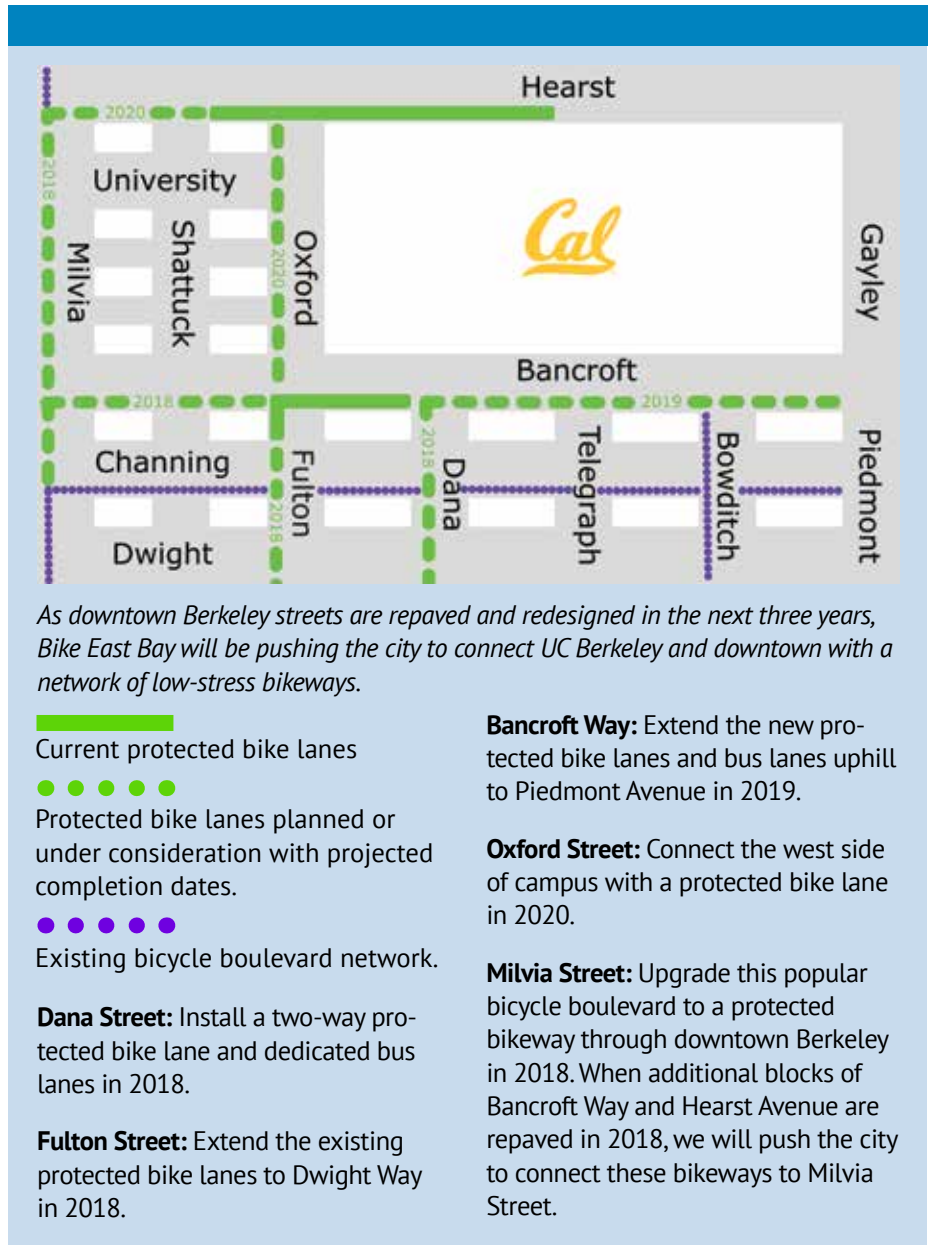 Hearst
2020
2018
University
Cal
Milvia
Shattuck
2020
Oxford
Gayley
Bancroft
2018
2019
Channing
Fulton
2018
2018
Dana
Telegraph
Bowditch
Piedmont
Dwight
As downtown Berkeley streets are repaved and redesigned in the next three years,
Bike East Bay will be pushing the city to connect UC Berkeley and downtown with a
network of low-stress bikeways.
Current protected bike lanes
Protected bike lanes planned or
under consideration with projected
completion dates.
Existing bicycle boulevard network.
Dana Street: Install a two-way pro-
tected bike lane and dedicated bus
lanes in 2018.
Fulton Street: Extend the existing
protected bike lanes to Dwight Way
in 2018.
Bancroft Way: Extend the new pro-
tected bike lanes and bus lanes uphill
to Piedmont Avenue in 2019.
Oxford Street: Connect the west side
of campus with a protected bike lane
in 2020.
Milvia Street: Upgrade this popular
bicycle boulevard to a protected
bikeway through downtown Berkeley
in 2018. When additional blocks of
Bancroft Way and Hearst Avenue are
repaved in 2018, we will push the city
to connect these bikeways to Milvia
Street.